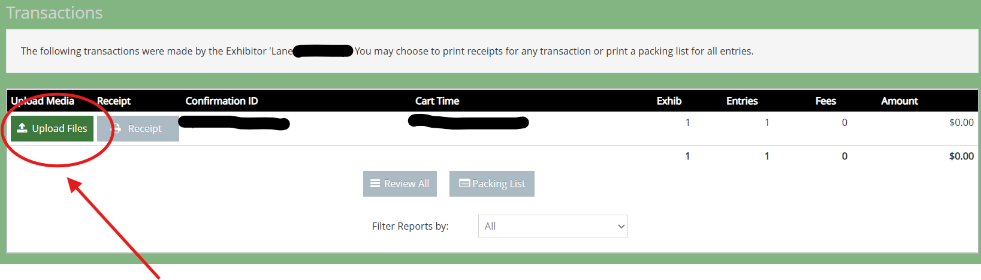 Transactions
The following transactions were made by the Exhibitor 'Lane You may choose to print receipts for any transaction or print a packing list for all entries.
Upload Media Receipt Confirmation ID Cart Time Exhib Entries Fees Amount
Upload Files Receipt 1 1 0 $0.00
1 1 0 $0.00
Review All Packing List
Filter Reports by: All